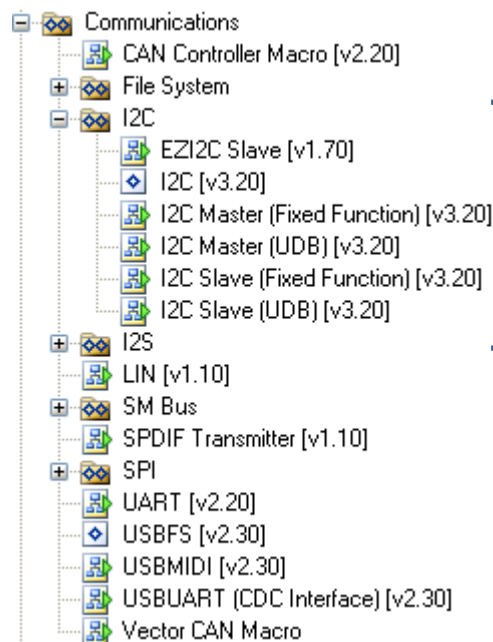 Communications
CAN Controller Macro [v2.20]
File System
I2C
EZI2C Slave [v1.70]
I2C [v3.20]
I2C Master (Fixed Function) [v3.20]
I2C Master (UDB) [v3.20]
I2C Slave (Fixed Function) [v3.20]
I2C Slave (UDB) [v3.20]
I2S
LIN [v1.10]
SM Bus
SPDIF Transmitter [v1.10]
SPI
UART [v2.20]
USBFS [v2.30]
USBMIDI [v2.30]
USBUART (CDC Interface) [v2.30]
Vector CAN Macro